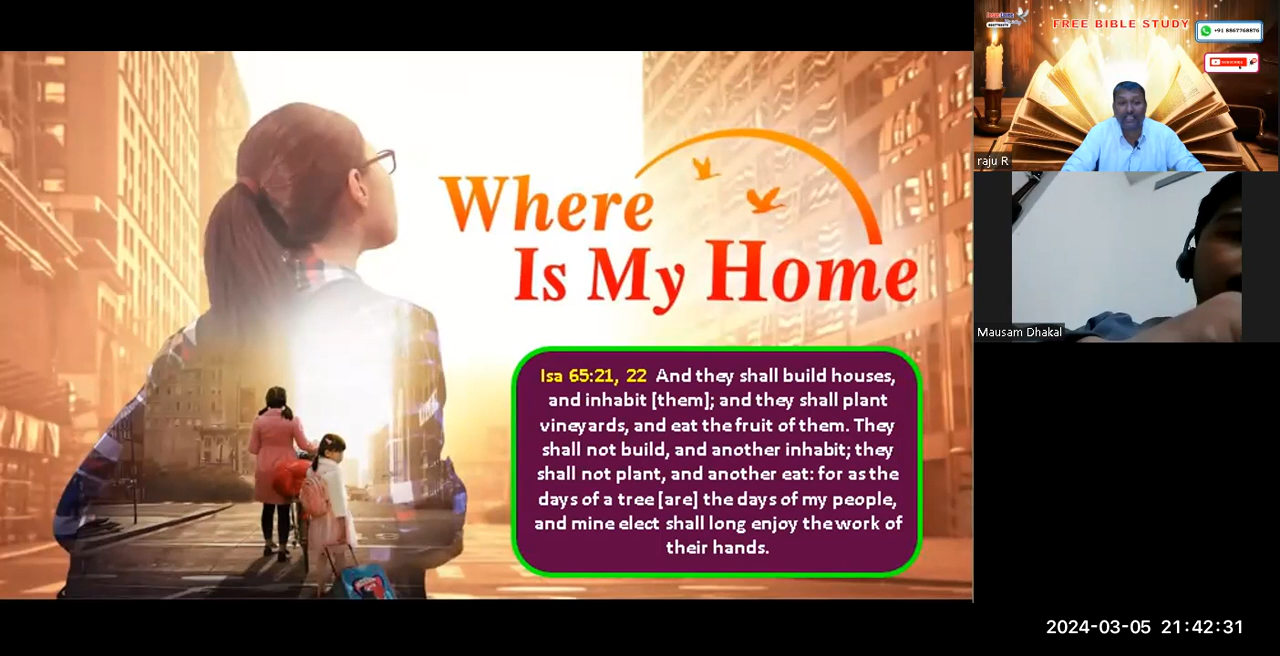 Where
Is My Home
Isa 65:21, 22 And they shall build houses,
and inhabit [them]; and they shall plant
vineyards, and eat the fruit of them. They
shall not build, and another inhabit; they
shall not plant, and another eat: for as the
days of a tree [are] the days of my people,
and mine elect shall long enjoy the work of
their hands.
FREE BIBLE STUDY
+91 8867768876
SUBSCRIBE
raju R
Mausam Dhakal
2024-03-05 21:42:31